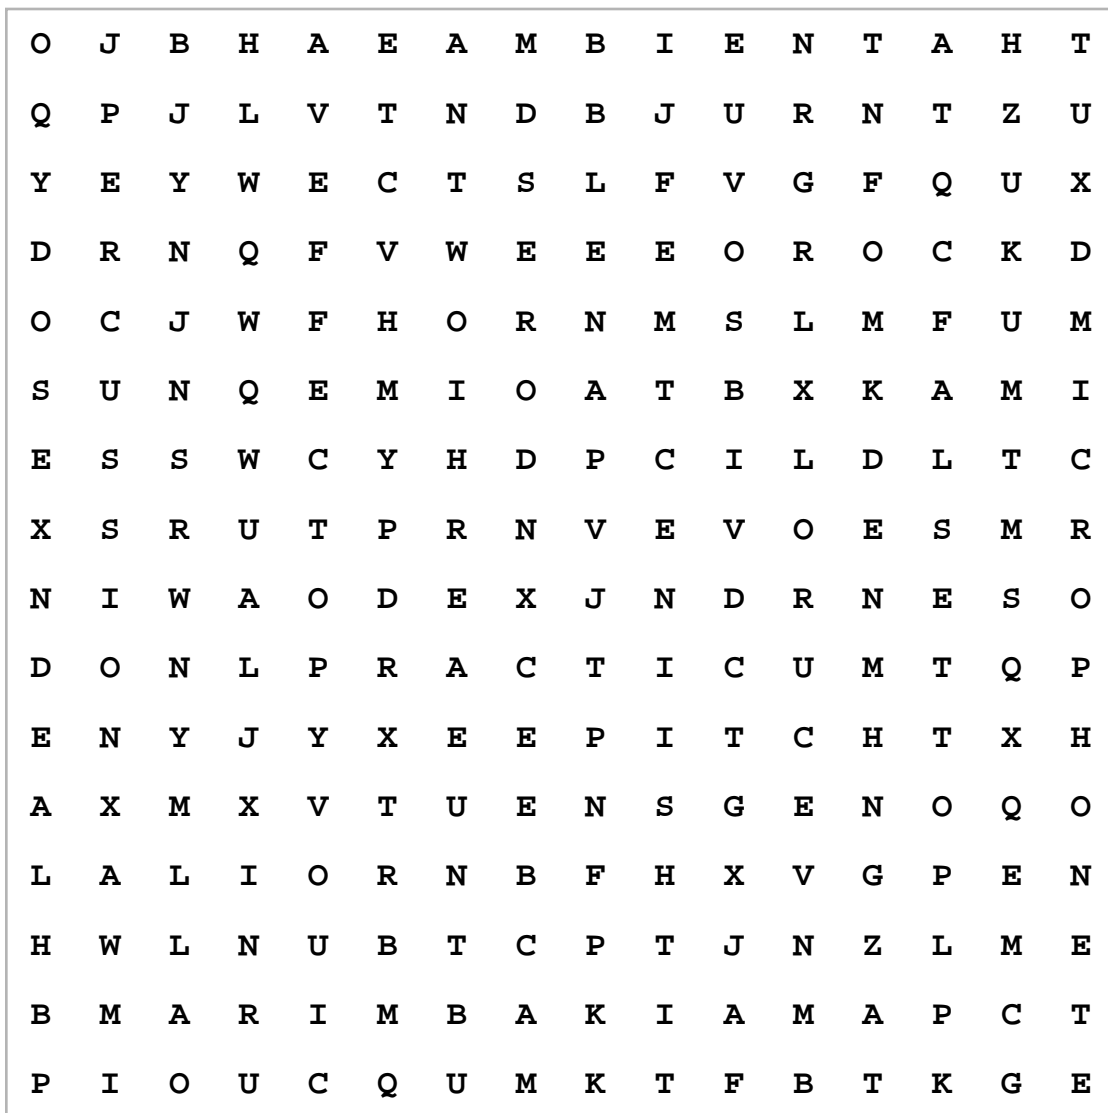 O J B H A E A M B I E N T A H T
Q P J L V T N D B J U R N T Z U
Y E Y W E C T S L F V G F Q U X
D R N Q F V W E E E O R O C K D
O C J W F H O R N M S L M F U M
S U N Q E M I O A T B X K A M I
E S S W C Y H D P C I L D L T C
X S R U T P R N V E V O E S M R
N I W A O D E X J N D R N E S O
D O N L P R A C T I C U M T Q P
E N Y J Y X E E P I T C H T X H
A X M X V T U E N S G E N O Q O
L A L I O R N B F H X V G P E N
H W L N U B T C P T J N Z L M E
B M A R I M B A K I A M A P C T
P I O U C Q U M K T F B T K G E